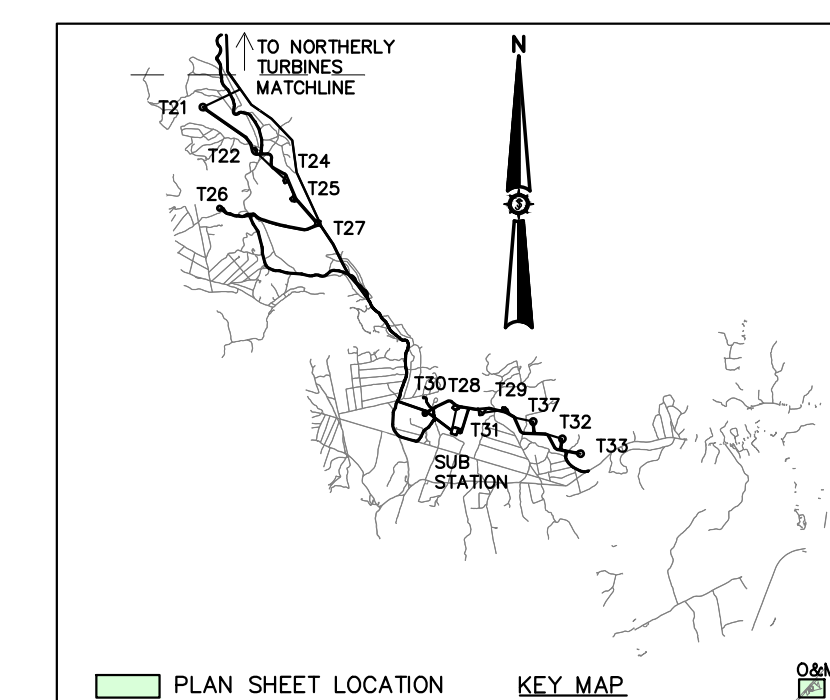 TO NORTHERLY
TURBINES
MATCHLINE
N
T21
T22
T24
T25
T26
T27
T30
T28
T29
T37
T31
T32
T33
SUB
STATION
PLAN SHEET LOCATION
KEY MAP
O&M